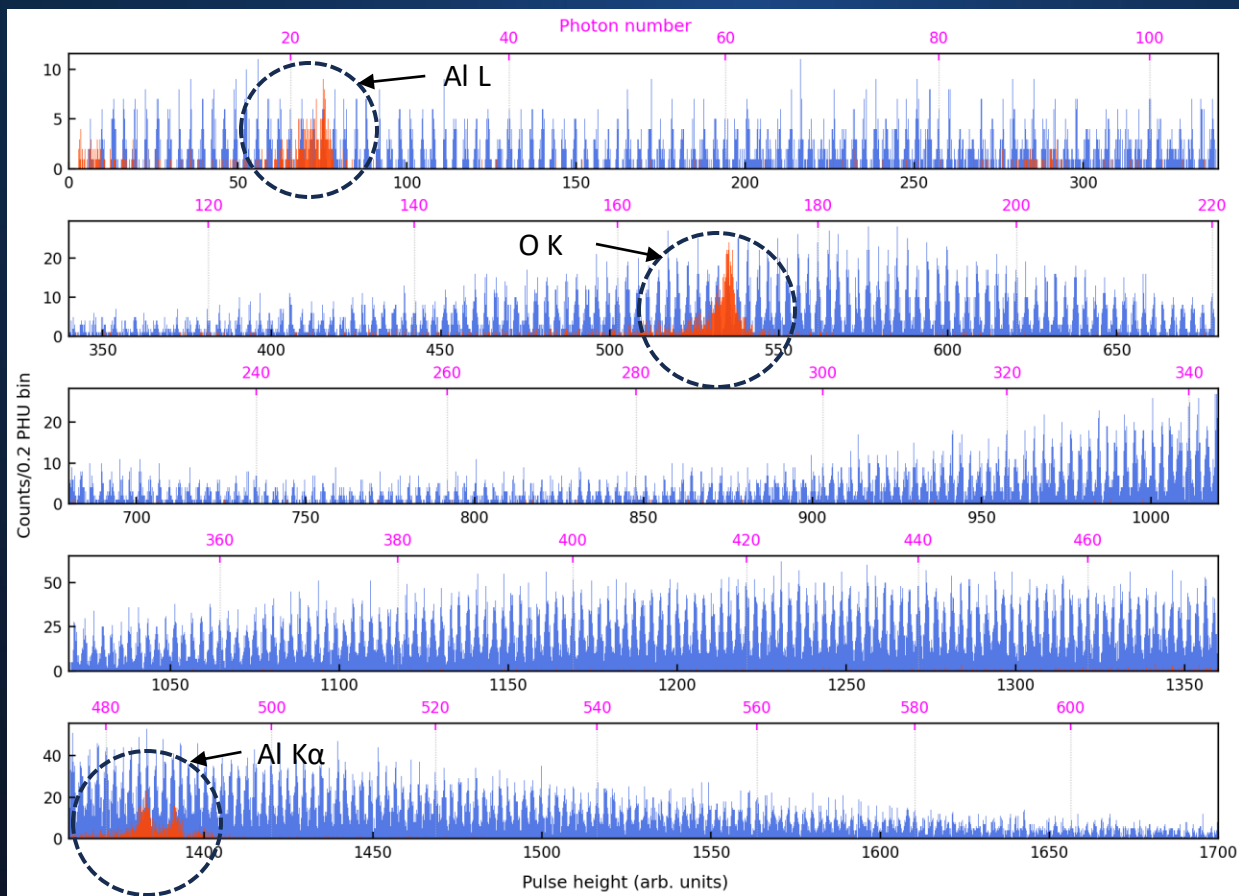 Photon number
20 40 60 80 100
10
5
0
Al L
0 50 100 150 200 250 300
120 140 160 180 200 220
20
10
0
O K
350 400 450 500 550 600 650
240 260 280 300 320 340
20
10
0
700 750 800 850 900 950 1000
Counts/0.2 PHU bin
360 380 400 420 440 460
50
25
0
1050 1100 1150 1200 1250 1300 1350
480 500 520 540 560 580 600
40
20
0
Al Kα
1400 1450 1500 1550 1600 1650 1700
Pulse height (arb. units)